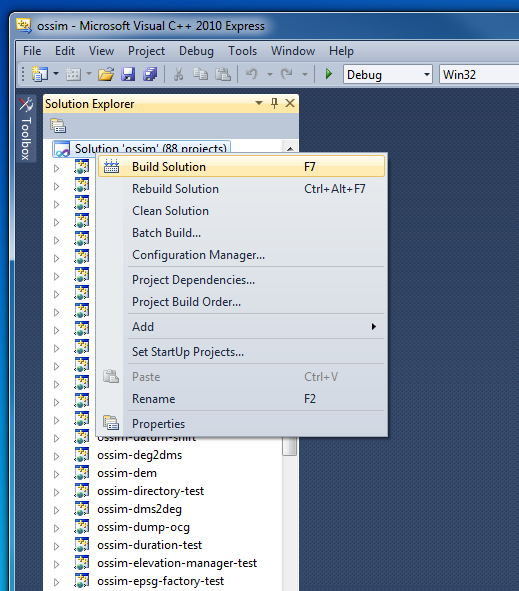 ossim - Microsoft Visual C++ 2010 Express
File Edit View Project Debug Tools Window Help
Debug Win32
Toolbox
Solution Explorer
Solution 'ossim' (88 projects)
Build Solution F7
Rebuild Solution Ctrl+Alt+F7
Clean Solution
Batch Build...
Configuration Manager...
Project Dependencies...
Project Build Order...
Add
Set StartUp Projects...
Paste Ctrl+V
Rename F2
Properties
ossim-datum-shift
ossim-deg2dms
ossim-dem
ossim-directory-test
ossim-dms2deg
ossim-dump-ocg
ossim-duration-test
ossim-elevation-manager-test
ossim-epsg-factory-test